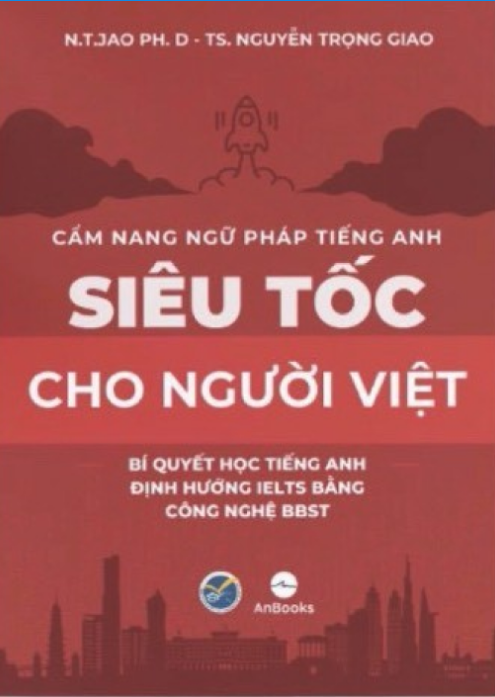 N.T.JAO PH. D - TS. NGUYỄN TRỌNG GIAO
CẨM NANG NGỮ PHÁP TIẾNG ANH
SIÊU TỐC
CHO NGƯỜI VIỆT
BÍ QUYẾT HỌC TIẾNG ANH
ĐỊNH HƯỚNG IELTS BẰNG
CÔNG NGHỆ BBST
AnBooks